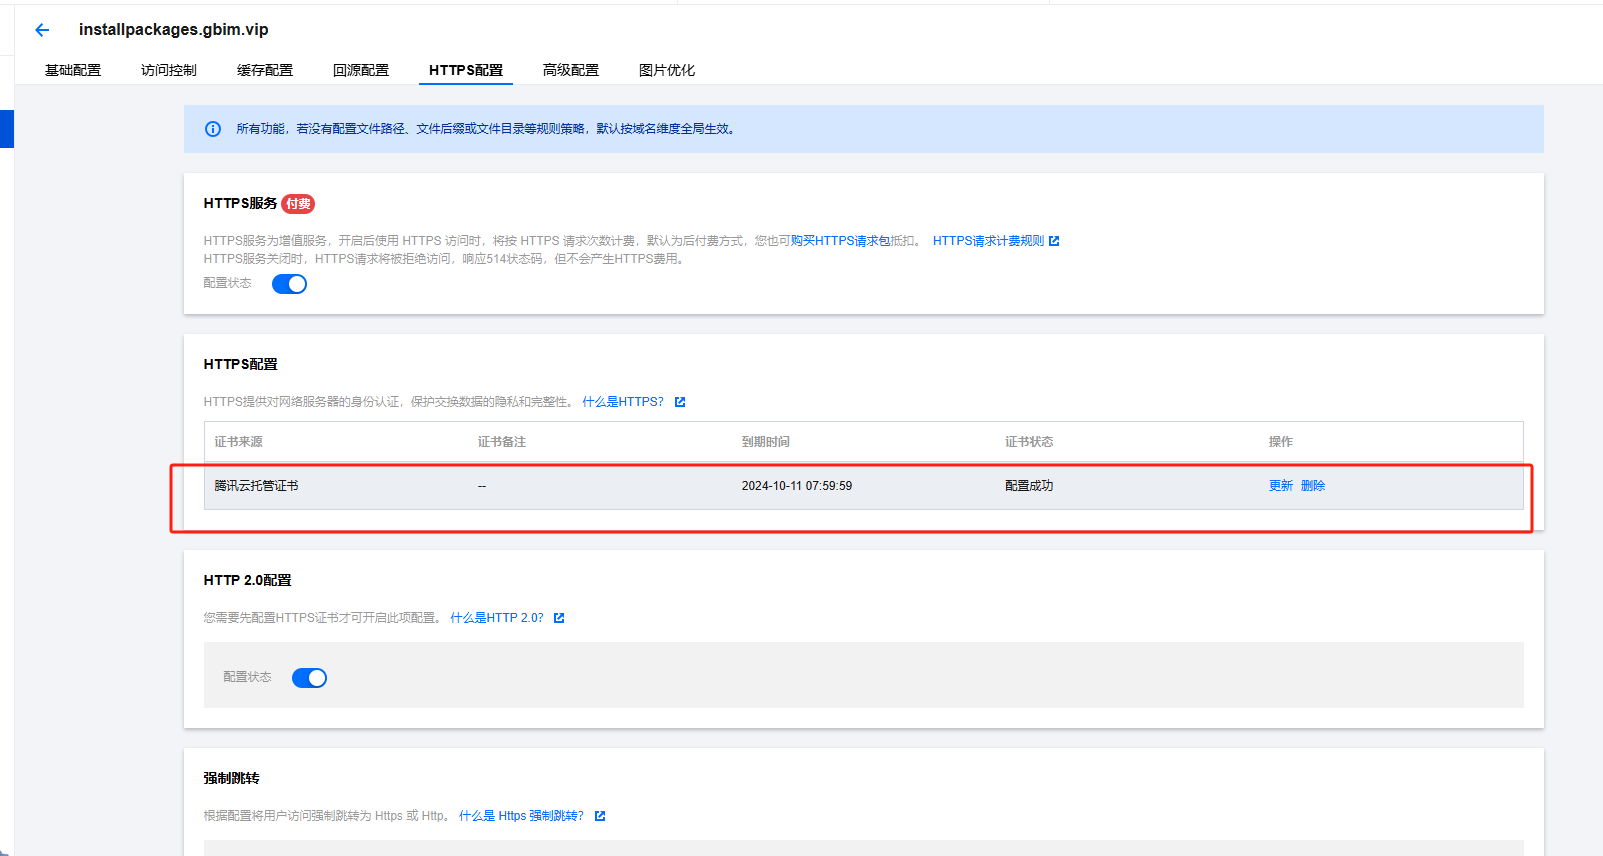 installpackages.gbim.vip
基础配置 访问控制 缓存配置 回源配置 HTTPS配置 高级配置 图片优化
所有功能，若没有配置文件路径、文件后缀或文件目录等规则策略，默认按域名维度全局生效。
HTTPS服务 付费
HTTPS服务为增值服务，开启后使用 HTTPS 访问时，将按 HTTPS 请求次数计费，默认为后付费方式，您也可购买HTTPS请求包抵扣。 HTTPS请求计费规则
HTTPS服务关闭时，HTTPS请求将被拒绝访问，响应514状态码，但不会产生HTTPS费用。
配置状态
HTTPS配置
HTTPS提供对网络服务器的身份认证，保护交换数据的隐私和完整性。 什么是HTTPS?
证书来源 证书备注 到期时间 证书状态 操作
腾讯云托管证书 -- 2024-10-11 07:59:59 配置成功 更新 删除
HTTP 2.0配置
您需要先配置HTTPS证书才可开启此项配置。 什么是HTTP 2.0?
配置状态
强制跳转
根据配置将用户访问强制跳转为 Https 或 Http。 什么是 Https 强制跳转?